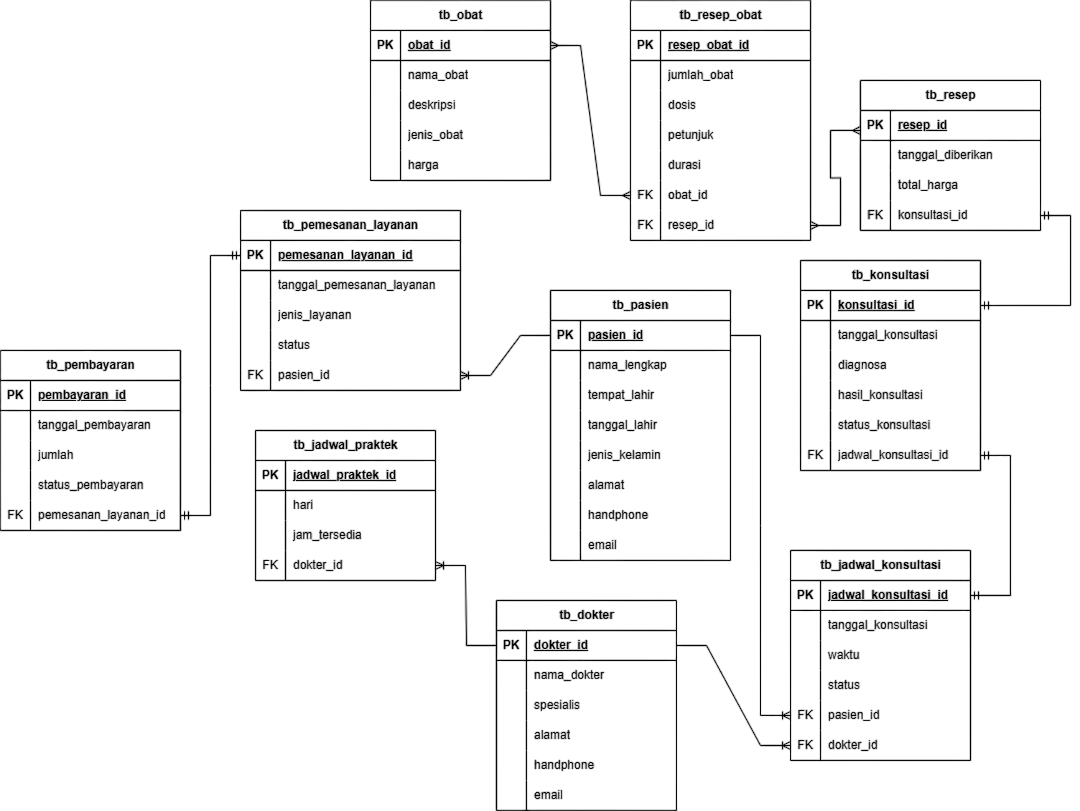 tb_obat
PK obat_id
nama_obat
deskripsi
jenis_obat
harga
tb_resep_obat
PK resep_obat_id
jumlah_obat
dosis
petunjuk
durasi
FK obat_id
FK resep_id
tb_resep
PK resep_id
tanggal_diberikan
total_harga
FK konsultasi_id
tb_pemesanan_layanan
PK pemesanan_layanan_id
tanggal_pemesanan_layanan
jenis_layanan
status
FK pasien_id
tb_konsultasi
PK konsultasi_id
tanggal_konsultasi
diagnosa
hasil_konsultasi
status_konsultasi
FK jadwal_konsultasi_id
tb_pasien
PK pasien_id
nama_lengkap
tempat_lahir
tanggal_lahir
jenis_kelamin
alamat
handphone
email
tb_pembayaran
PK pembayaran_id
tanggal_pembayaran
jumlah
status_pembayaran
FK pemesanan_layanan_id
tb_jadwal_praktek
PK jadwal_praktek_id
hari
jam_tersedia
FK dokter_id
tb_jadwal_konsultasi
PK jadwal_konsultasi_id
tanggal_konsultasi
waktu
status
FK pasien_id
FK dokter_id
tb_dokter
PK dokter_id
nama_dokter
spesialis
alamat
handphone
email